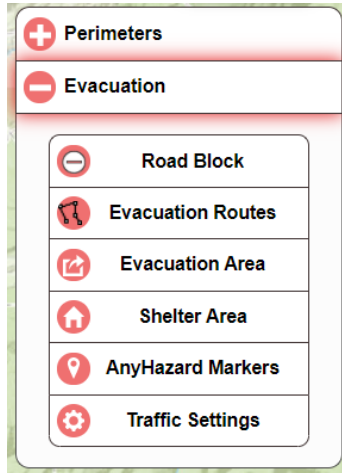 Perimeters
Evacuation
Road Block
Evacuation Routes
Evacuation Area
Shelter Area
AnyHazard Markers
Traffic Settings